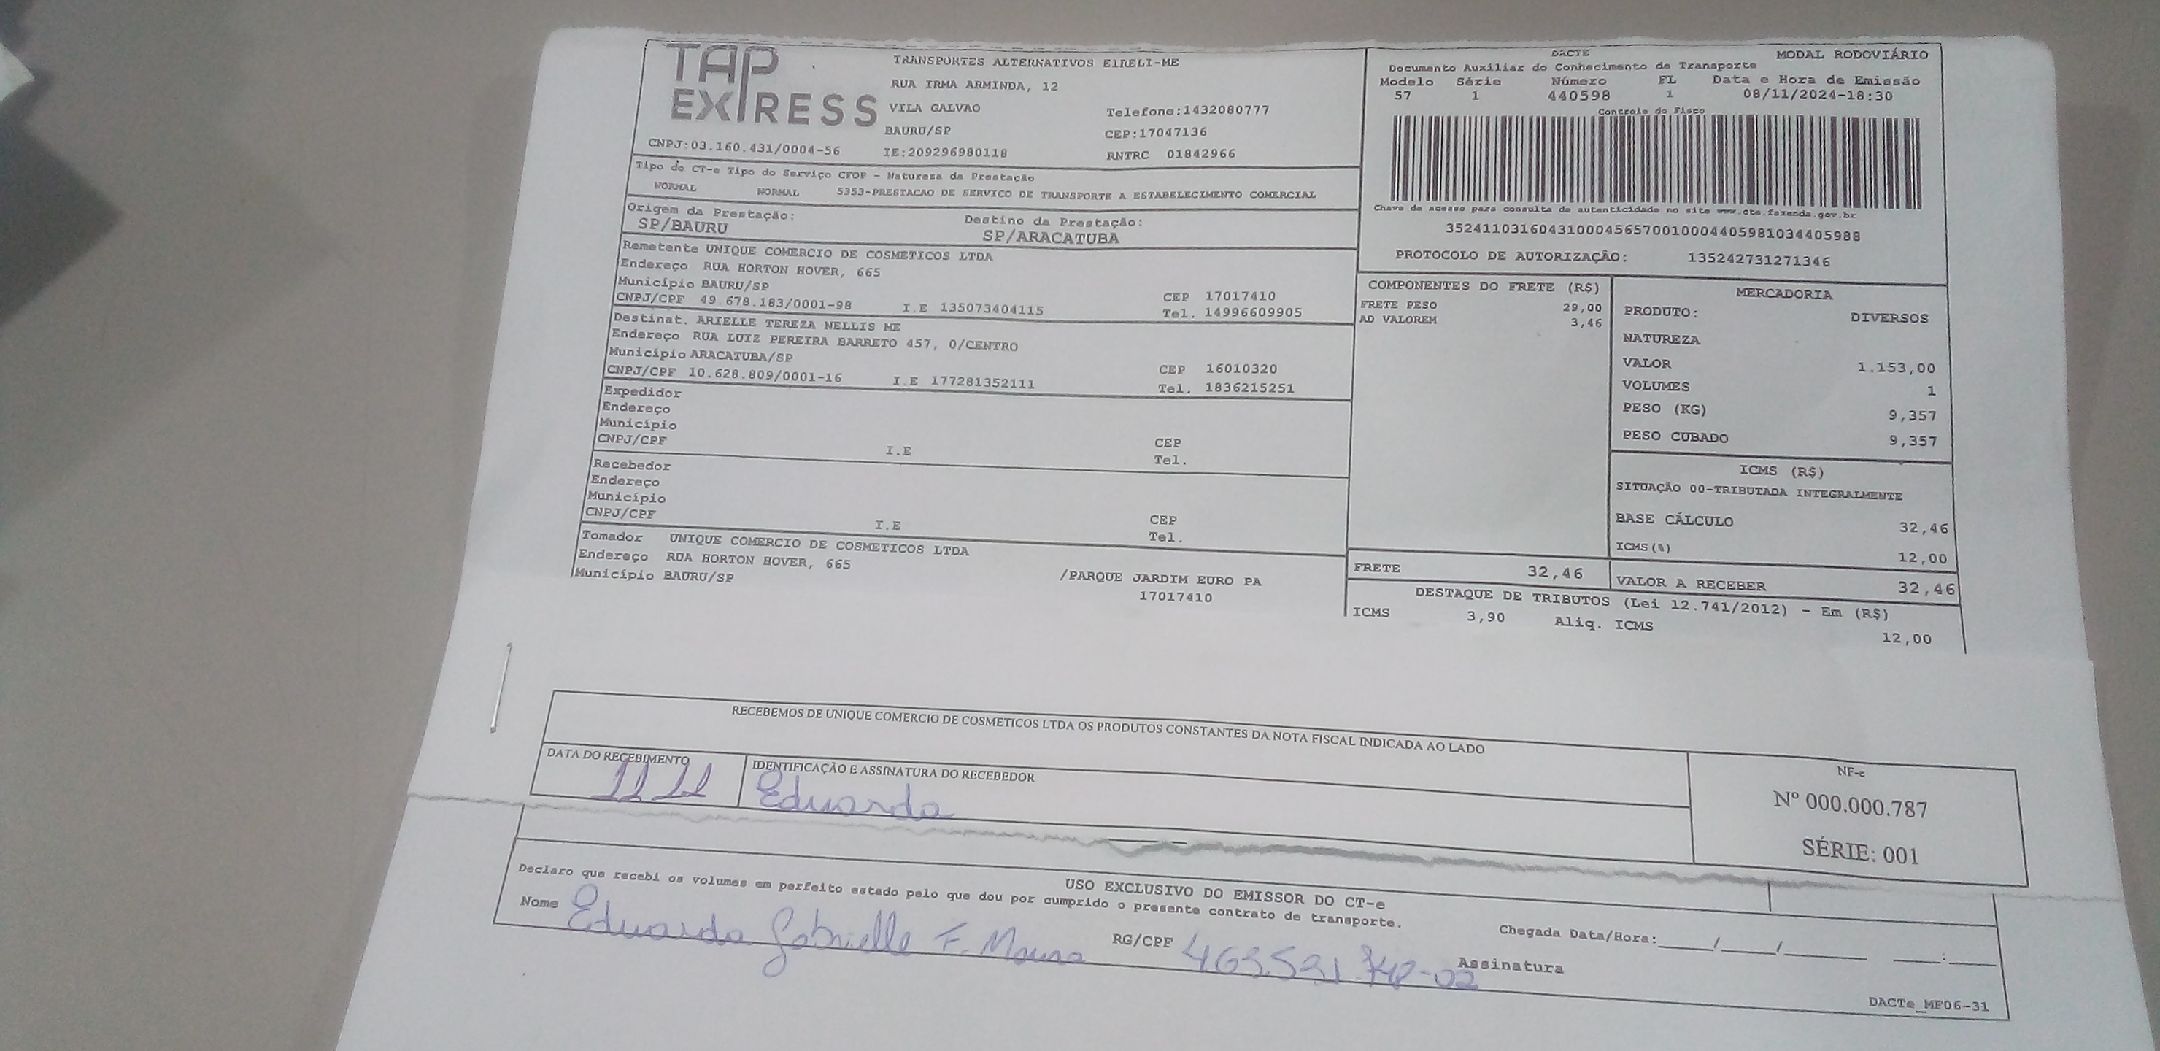 TAP EXPRESS
TRANSPORTES ALTERNATIVOS EIRELI-ME
RUA IRMA ARMINDA, 12
VILA GALVAO Telefone:1432080777
BAURU/SP CEP:17047136
CNPJ:03.160.431/0004-56 IE:209296980118 RNTRC 01842966
Tipo do CT-e Tipo do Serviço CFOP - Natureza da Prestação
NORMAL NORMAL 5353-PRESTACAO DE SERVICO DE TRANSPORTE A ESTABELECIMENTO COMERCIAL
Origem da Prestação: Destino da Prestação:
SP/BAURU SP/ARACATUBA
Remetente UNIQUE COMERCIO DE COSMETICOS LTDA
Endereço RUA HORTON HOVER, 665
Município BAURU/SP CEP 17017410
CNPJ/CPF 49.678.183/0001-98 I.E 135073404115 Tel. 14996609905
Destinat. ARIELLE TEREZA NELLIS ME
Endereço RUA LUIZ PEREIRA BARRETO 457, 0/CENTRO
Município ARACATUBA/SP CEP 16010320
CNPJ/CPF 10.628.809/0001-16 I.E 177281352111 Tel. 1836215251
Expedidor
Endereço
Município CEP
CNPJ/CPF I.E Tel.
Recebedor
Endereço
Município CEP
CNPJ/CPF I.E Tel.
Tomador UNIQUE COMERCIO DE COSMETICOS LTDA
Endereço RUA HORTON HOVER, 665 /PARQUE JARDIM EURO PA
Município BAURU/SP 17017410
DACTE MODAL RODOVIÁRIO
Documento Auxiliar do Conhecimento de Transporte
Modelo Série Número FL Data e Hora de Emissão
57 1 440598 1 08/11/2024-18:30
Controle do Fisco
Chave de acesso para consulta de autenticidade no site www.cte.fazenda.gov.br
35241103160431000456570010004405981034405988
PROTOCOLO DE AUTORIZAÇÃO: 135242731271346
COMPONENTES DO FRETE (R$)
FRETE PESO 29,00
AD VALOREM 3,46
FRETE 32,46
MERCADORIA
PRODUTO: DIVERSOS
NATUREZA
VALOR 1.153,00
VOLUMES 1
PESO (KG) 9,357
PESO CUBADO 9,357
ICMS (R$)
SITUAÇÃO 00-TRIBUTADA INTEGRALMENTE
BASE CÁLCULO 32,46
ICMS(%) 12,00
VALOR A RECEBER 32,46
DESTAQUE DE TRIBUTOS (Lei 12.741/2012) - Em (R$)
ICMS 3,90 Aliq. ICMS 12,00
RECEBEMOS DE UNIQUE COMERCIO DE COSMETICOS LTDA OS PRODUTOS CONSTANTES DA NOTA FISCAL INDICADA AO LADO
DATA DO RECEBIMENTO IDENTIFICAÇÃO E ASSINATURA DO RECEBEDOR
11 11 Eduarda
NF-e
Nº 000.000.787
SÉRIE: 001
USO EXCLUSIVO DO EMISSOR DO CT-e
Declaro que recebi os volumes em perfeito estado pelo que dou por cumprido o presente contrato de transporte.
Nome Eduarda Gabrielle F. RG/CPF Assinatura
Chegada Data/Hora:____/____/______ ___:___
DACTe_MF06-31